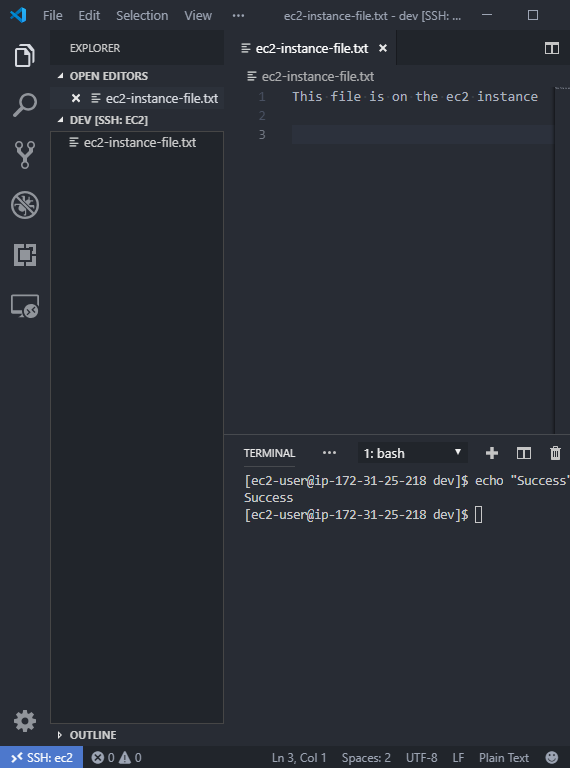 File Edit Selection View ··· ec2-instance-file.txt - dev [SSH: ...
EXPLORER
OPEN EDITORS
ec2-instance-file.txt
DEV [SSH: EC2]
ec2-instance-file.txt
ec2-instance-file.txt
ec2-instance-file.txt
1 This file is on the ec2 instance
2
3
TERMINAL ··· 1: bash
[ec2-user@ip-172-31-25-218 dev]$ echo "Success"
Success
[ec2-user@ip-172-31-25-218 dev]$
OUTLINE
SSH: ec2 0 0 Ln 3, Col 1 Spaces: 2 UTF-8 LF Plain Text